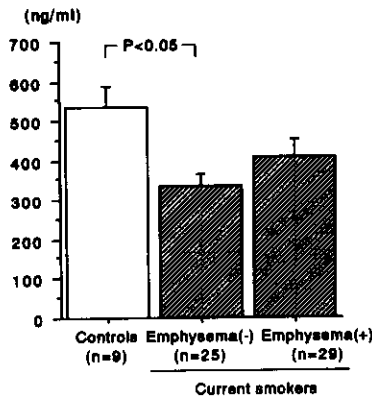 (ng/ml)
P<0.05
700
600
500
400
300
200
100
0
Controls Emphysema(-) Emphysema(+)
(n=9) (n=25) (n=29)
Current smokers